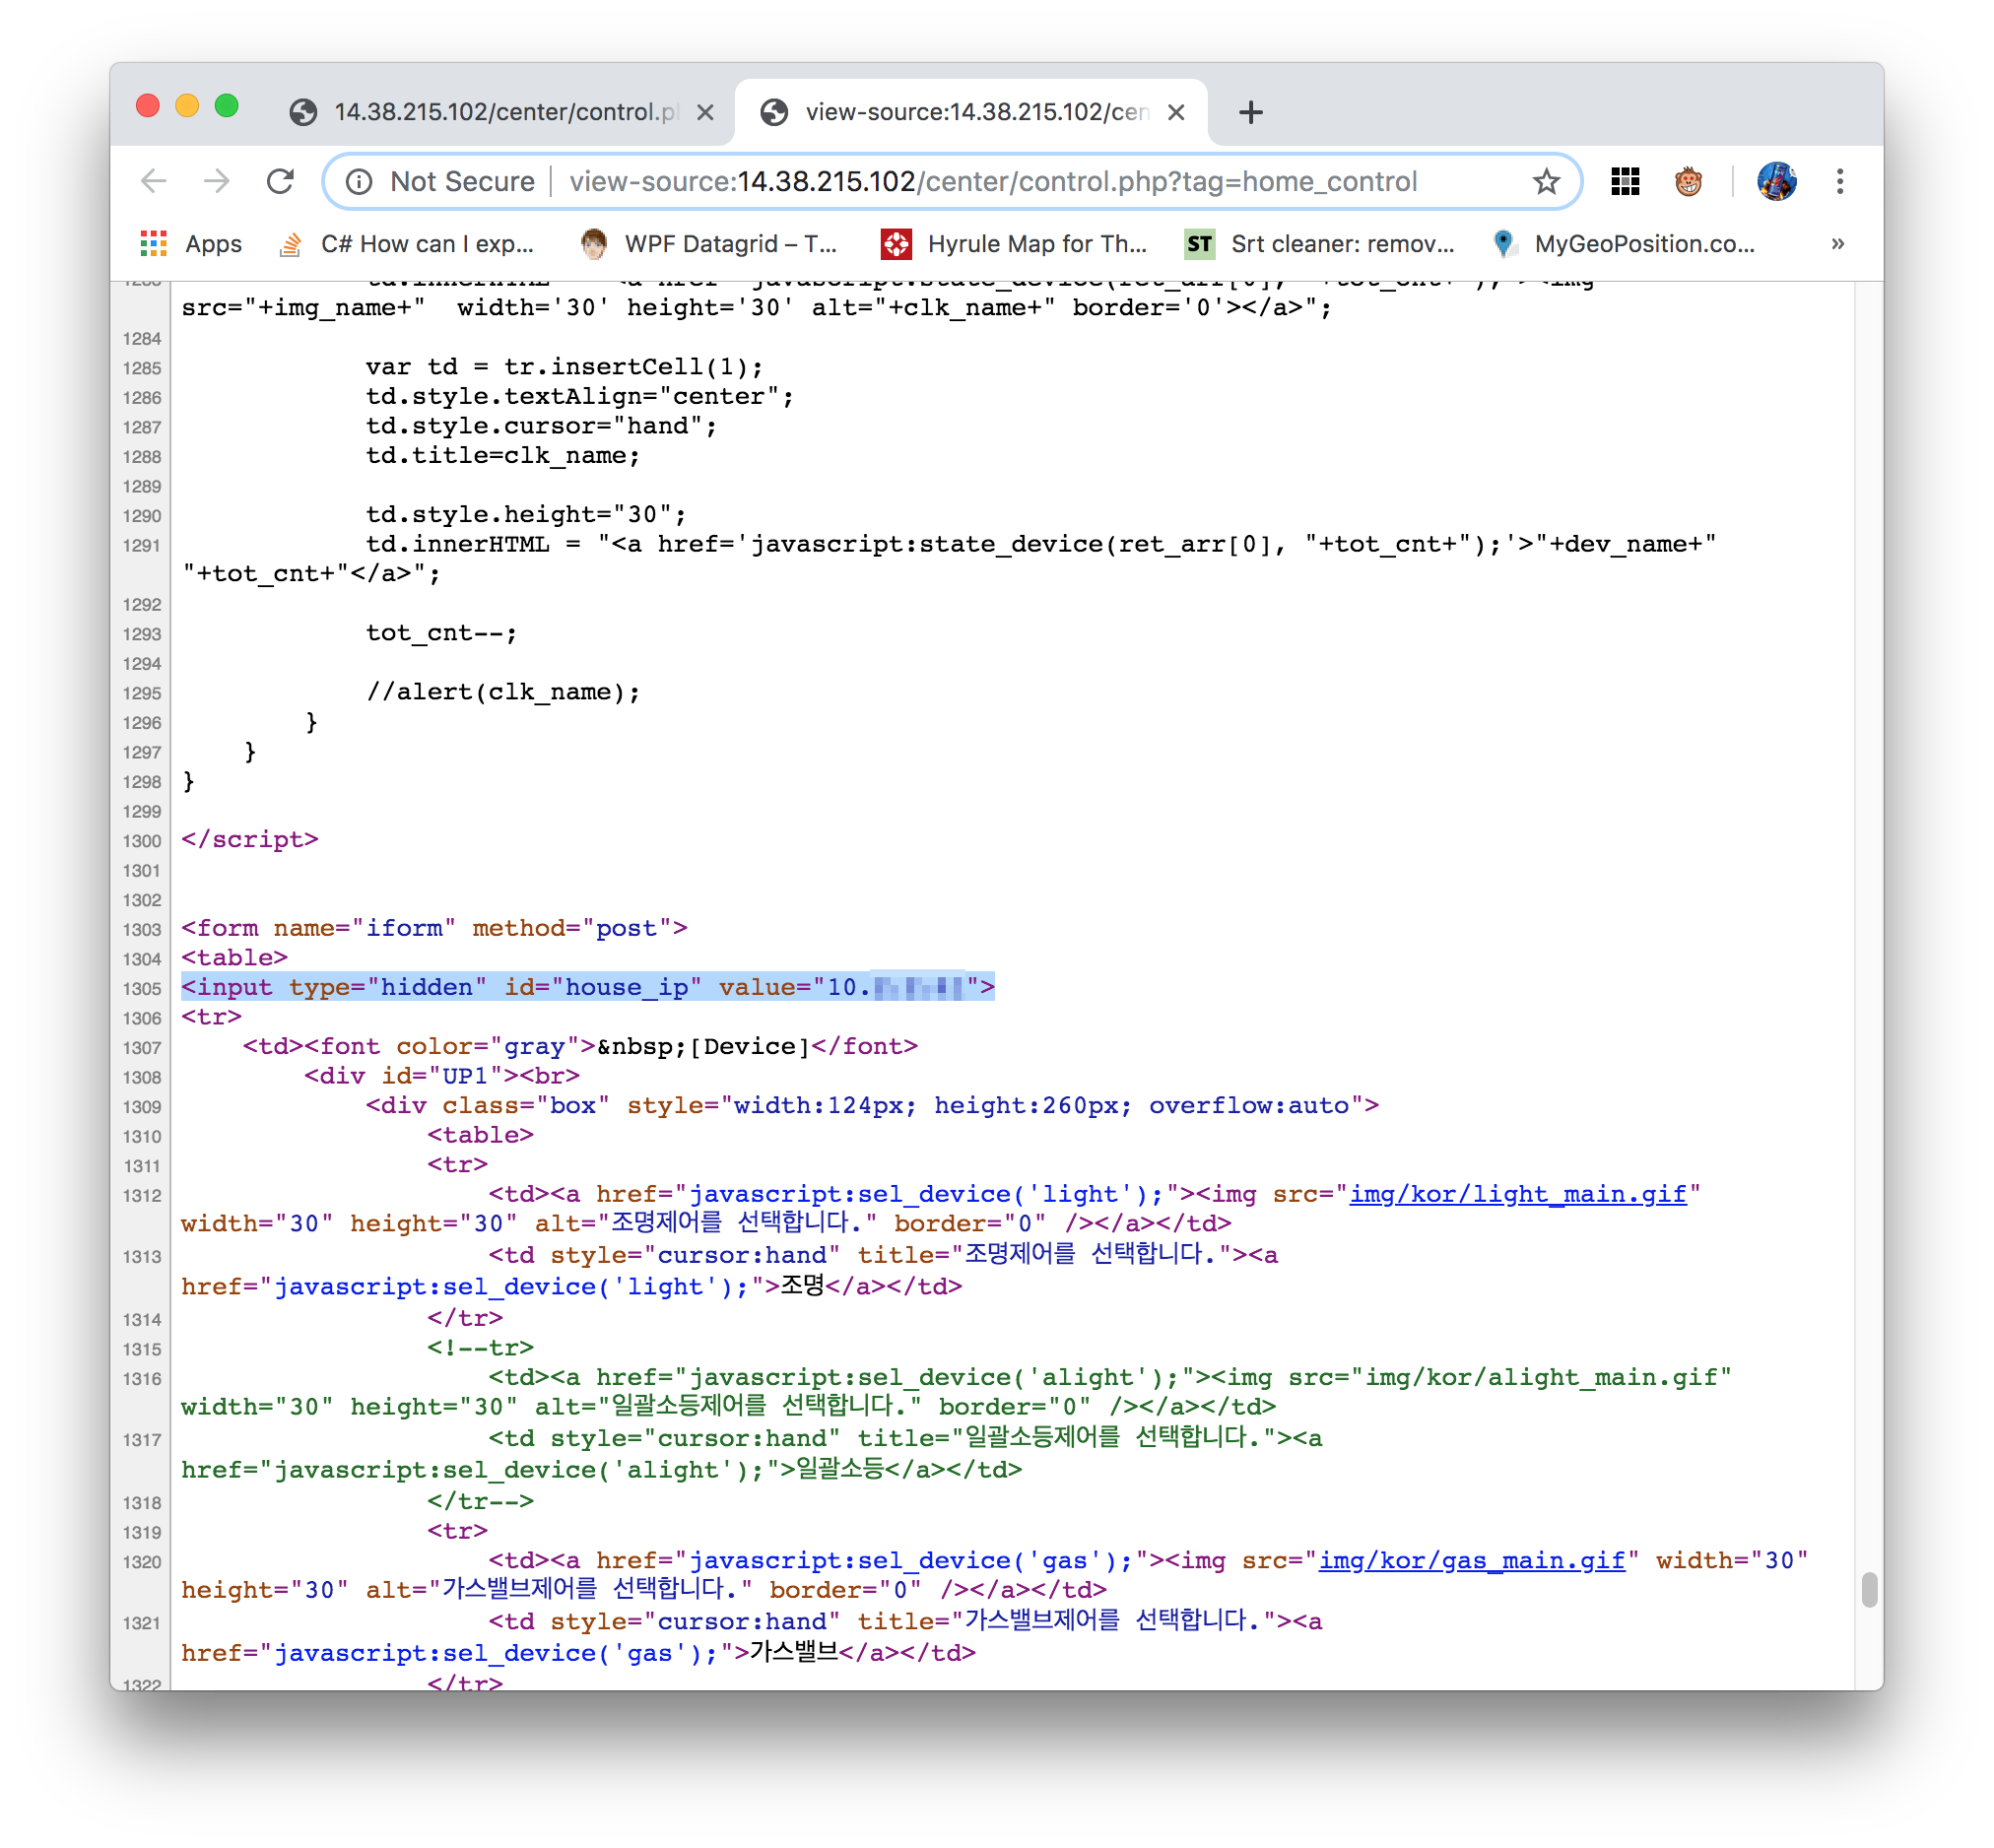 14.38.215.102/center/control.p
view-source:14.38.215.102/cen
Not Secure
view-source:14.38.215.102/center/control.php?tag=home_control
Apps
C# How can I exp...
WPF Datagrid – T...
Hyrule Map for Th...
ST
Srt cleaner: remov...
MyGeoPosition.co...
»
src="+img_name+"  width='30' height='30' alt="+clk_name+" border='0'></a>";
1284
1285 var td = tr.insertCell(1);
1286 td.style.textAlign="center";
1287 td.style.cursor="hand";
1288 td.title=clk_name;
1289
1290 td.style.height="30";
1291 td.innerHTML = "<a href='javascript:state_device(ret_arr[0], "+tot_cnt+");'>"+dev_name+"
"+tot_cnt+"</a>";
1292
1293 tot_cnt--;
1294
1295 //alert(clk_name);
1296 }
1297 }
1298 }
1299
1300 </script>
1301
1302
1303 <form name="iform" method="post">
1304 <table>
1305 <input type="hidden" id="house_ip" value="10.">
1306 <tr>
1307 <td><font color="gray">&nbsp;[Device]</font>
1308 <div id="UP1"><br>
1309 <div class="box" style="width:124px; height:260px; overflow:auto">
1310 <table>
1311 <tr>
1312 <td><a href="javascript:sel_device('light');"><img src="img/kor/light_main.gif"
width="30" height="30" alt="조명제어를 선택합니다." border="0" /></a></td>
1313 <td style="cursor:hand" title="조명제어를 선택합니다."><a
href="javascript:sel_device('light');">조명</a></td>
1314 </tr>
1315 <!--tr>
1316 <td><a href="javascript:sel_device('alight');"><img src="img/kor/alight_main.gif"
width="30" height="30" alt="일괄소등제어를 선택합니다." border="0" /></a></td>
1317 <td style="cursor:hand" title="일괄소등제어를 선택합니다."><a
href="javascript:sel_device('alight');">일괄소등</a></td>
1318 </tr-->
1319 <tr>
1320 <td><a href="javascript:sel_device('gas');"><img src="img/kor/gas_main.gif" width="30"
height="30" alt="가스밸브제어를 선택합니다." border="0" /></a></td>
1321 <td style="cursor:hand" title="가스밸브제어를 선택합니다."><a
href="javascript:sel_device('gas');">가스밸브</a></td>
1322 </tr>